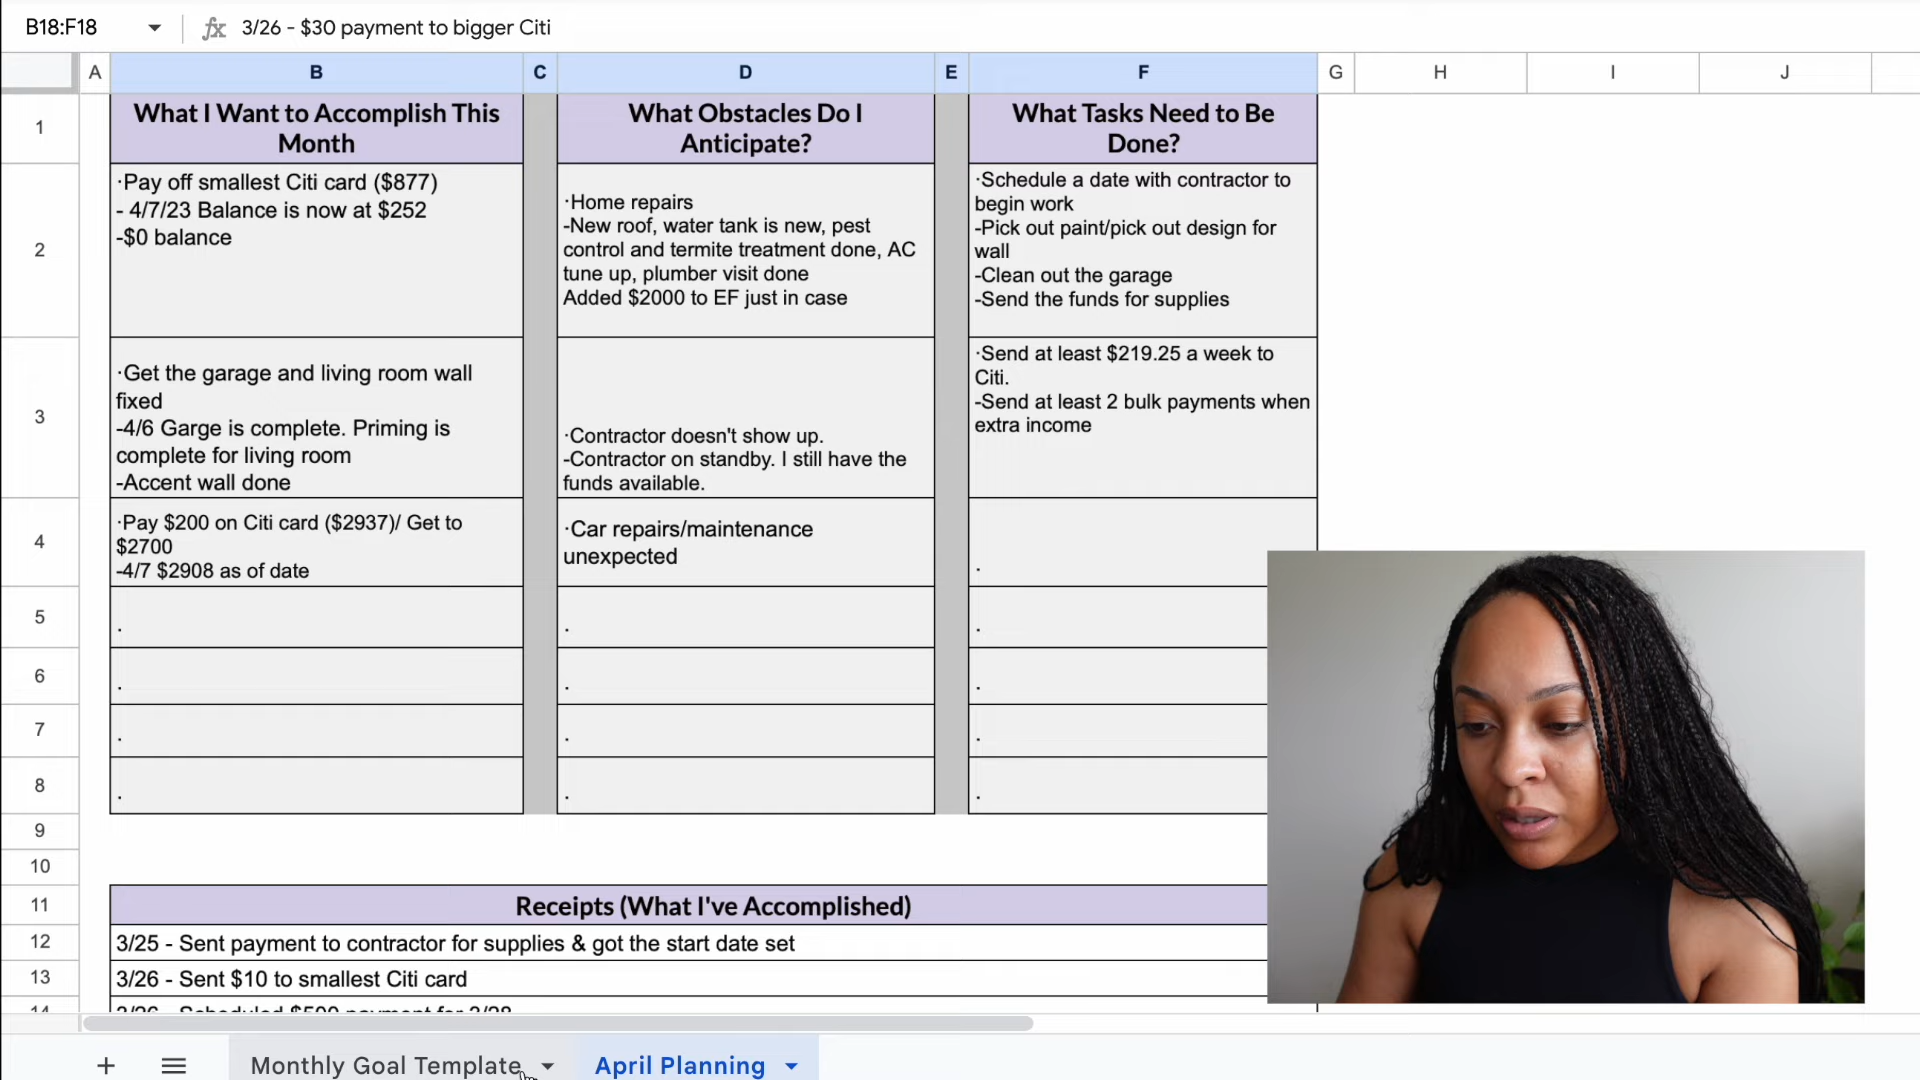 B18:F18
fx 3/26 - $30 payment to bigger Citi
A B C D E F G H I J
1
What I Want to Accomplish This
Month
What Obstacles Do I
Anticipate?
What Tasks Need to Be
Done?
2
·Pay off smallest Citi card ($877)
- 4/7/23 Balance is now at $252
-$0 balance
·Home repairs
-New roof, water tank is new, pest
control and termite treatment done, AC
tune up, plumber visit done
Added $2000 to EF just in case
·Schedule a date with contractor to
begin work
-Pick out paint/pick out design for
wall
-Clean out the garage
-Send the funds for supplies
3
·Get the garage and living room wall
fixed
-4/6 Garge is complete. Priming is
complete for living room
-Accent wall done
·Contractor doesn't show up.
-Contractor on standby. I still have the
funds available.
·Send at least $219.25 a week to
Citi.
-Send at least 2 bulk payments when
extra income
4
·Pay $200 on Citi card ($2937)/ Get to
$2700
-4/7 $2908 as of date
·Car repairs/maintenance
unexpected
.
5
. . .
6
. . .
7
. . .
8
. . .
9
10
11
Receipts (What I've Accomplished)
12
3/25 - Sent payment to contractor for supplies & got the start date set
13
3/26 - Sent $10 to smallest Citi card
14
3/26 - Scheduled $500 payment for 3/28
+ Monthly Goal Template April Planning